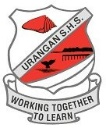 URANGAN S.H.S.
WORKING TOGETHER
TO LEARN